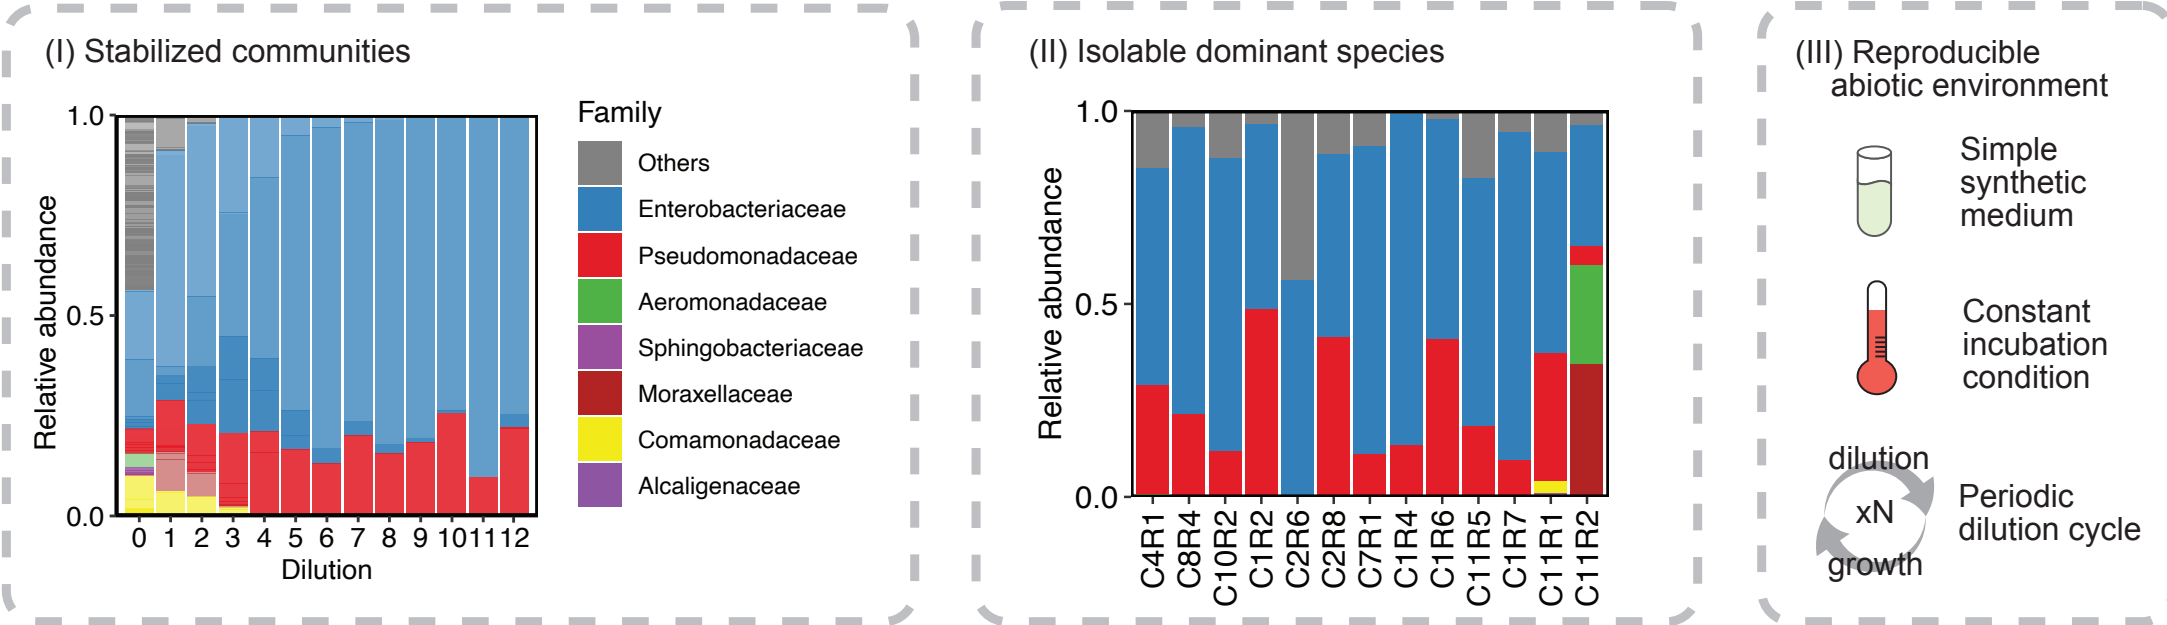 (I) Stabilized communities
Relative abundance
1.0
0.5
0.0
0 1 2 3 4 5 6 7 8 9 10 11 12
Dilution
Family
Others
Enterobacteriaceae
Pseudomonadaceae
Aeromonadaceae
Sphingobacteriaceae
Moraxellaceae
Comamonadaceae
Alcaligenaceae
(II) Isolable dominant species
Relative abundance
1.0
0.5
0.0
C4R1
C8R4
C10R2
C1R2
C2R6
C2R8
C7R1
C1R4
C1R6
C11R5
C1R7
C11R1
C11R2
(III) Reproducible
abiotic environment
Simple
synthetic
medium
Constant
incubation
condition
dilution
xN
growth
Periodic
dilution cycle